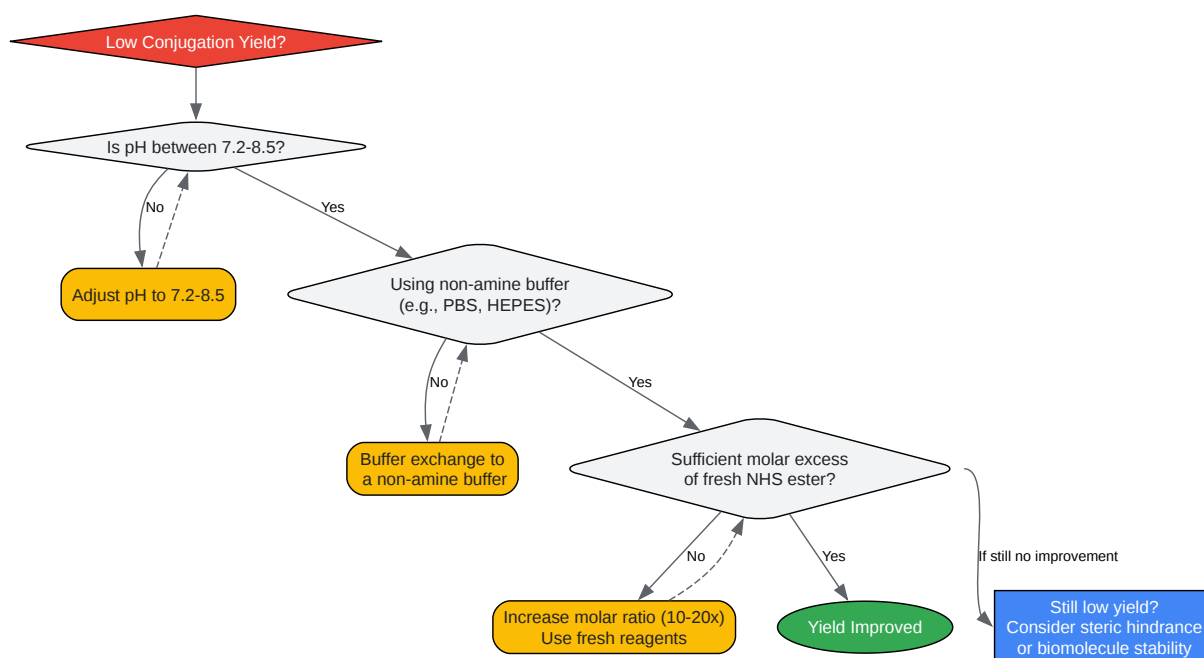 Low Conjugation Yield?
Is pH between 7.2-8.5?
No
Yes
Adjust pH to 7.2-8.5
Using non-amine buffer
(e.g., PBS, HEPES)?
No
Yes
Buffer exchange to
a non-amine buffer
Sufficient molar excess
of fresh NHS ester?
No
Yes
If still no improvement
Increase molar ratio (10-20x)
Use fresh reagents
Yield Improved
Still low yield?
Consider steric hindrance
or biomolecule stability